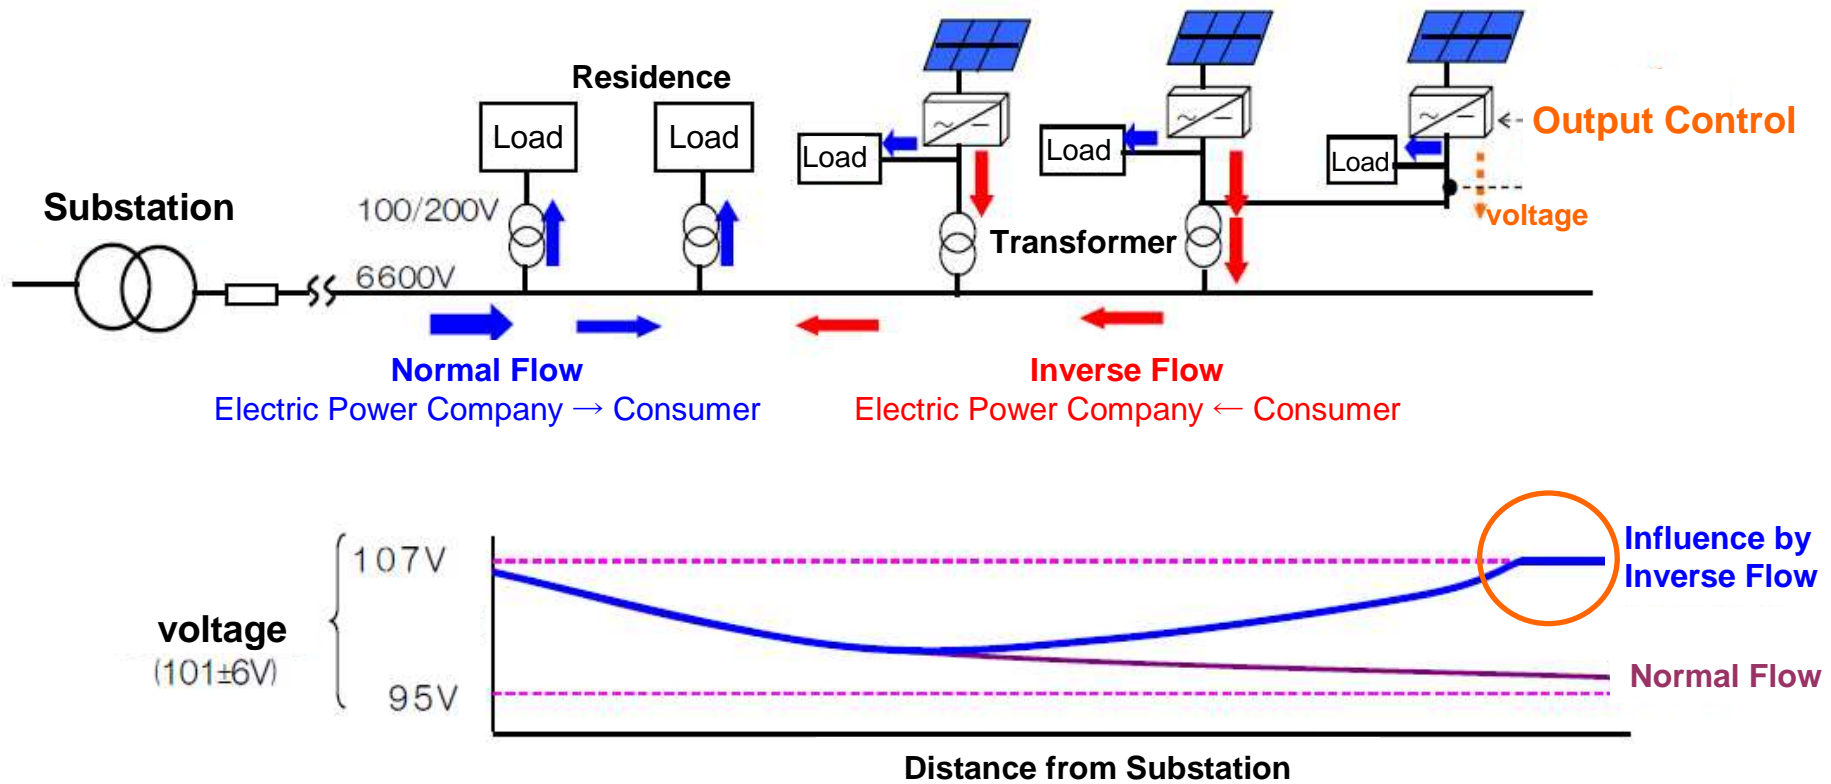 Residence
Load
Load
Load
Load
Load
Output Control
Substation
100/200V
voltage
Transformer
6600V
Normal Flow
Electric Power Company → Consumer
Inverse Flow
Electric Power Company ← Consumer
107V
Influence by
Inverse Flow
voltage
(101±6V)
95V
Normal Flow
Distance from Substation